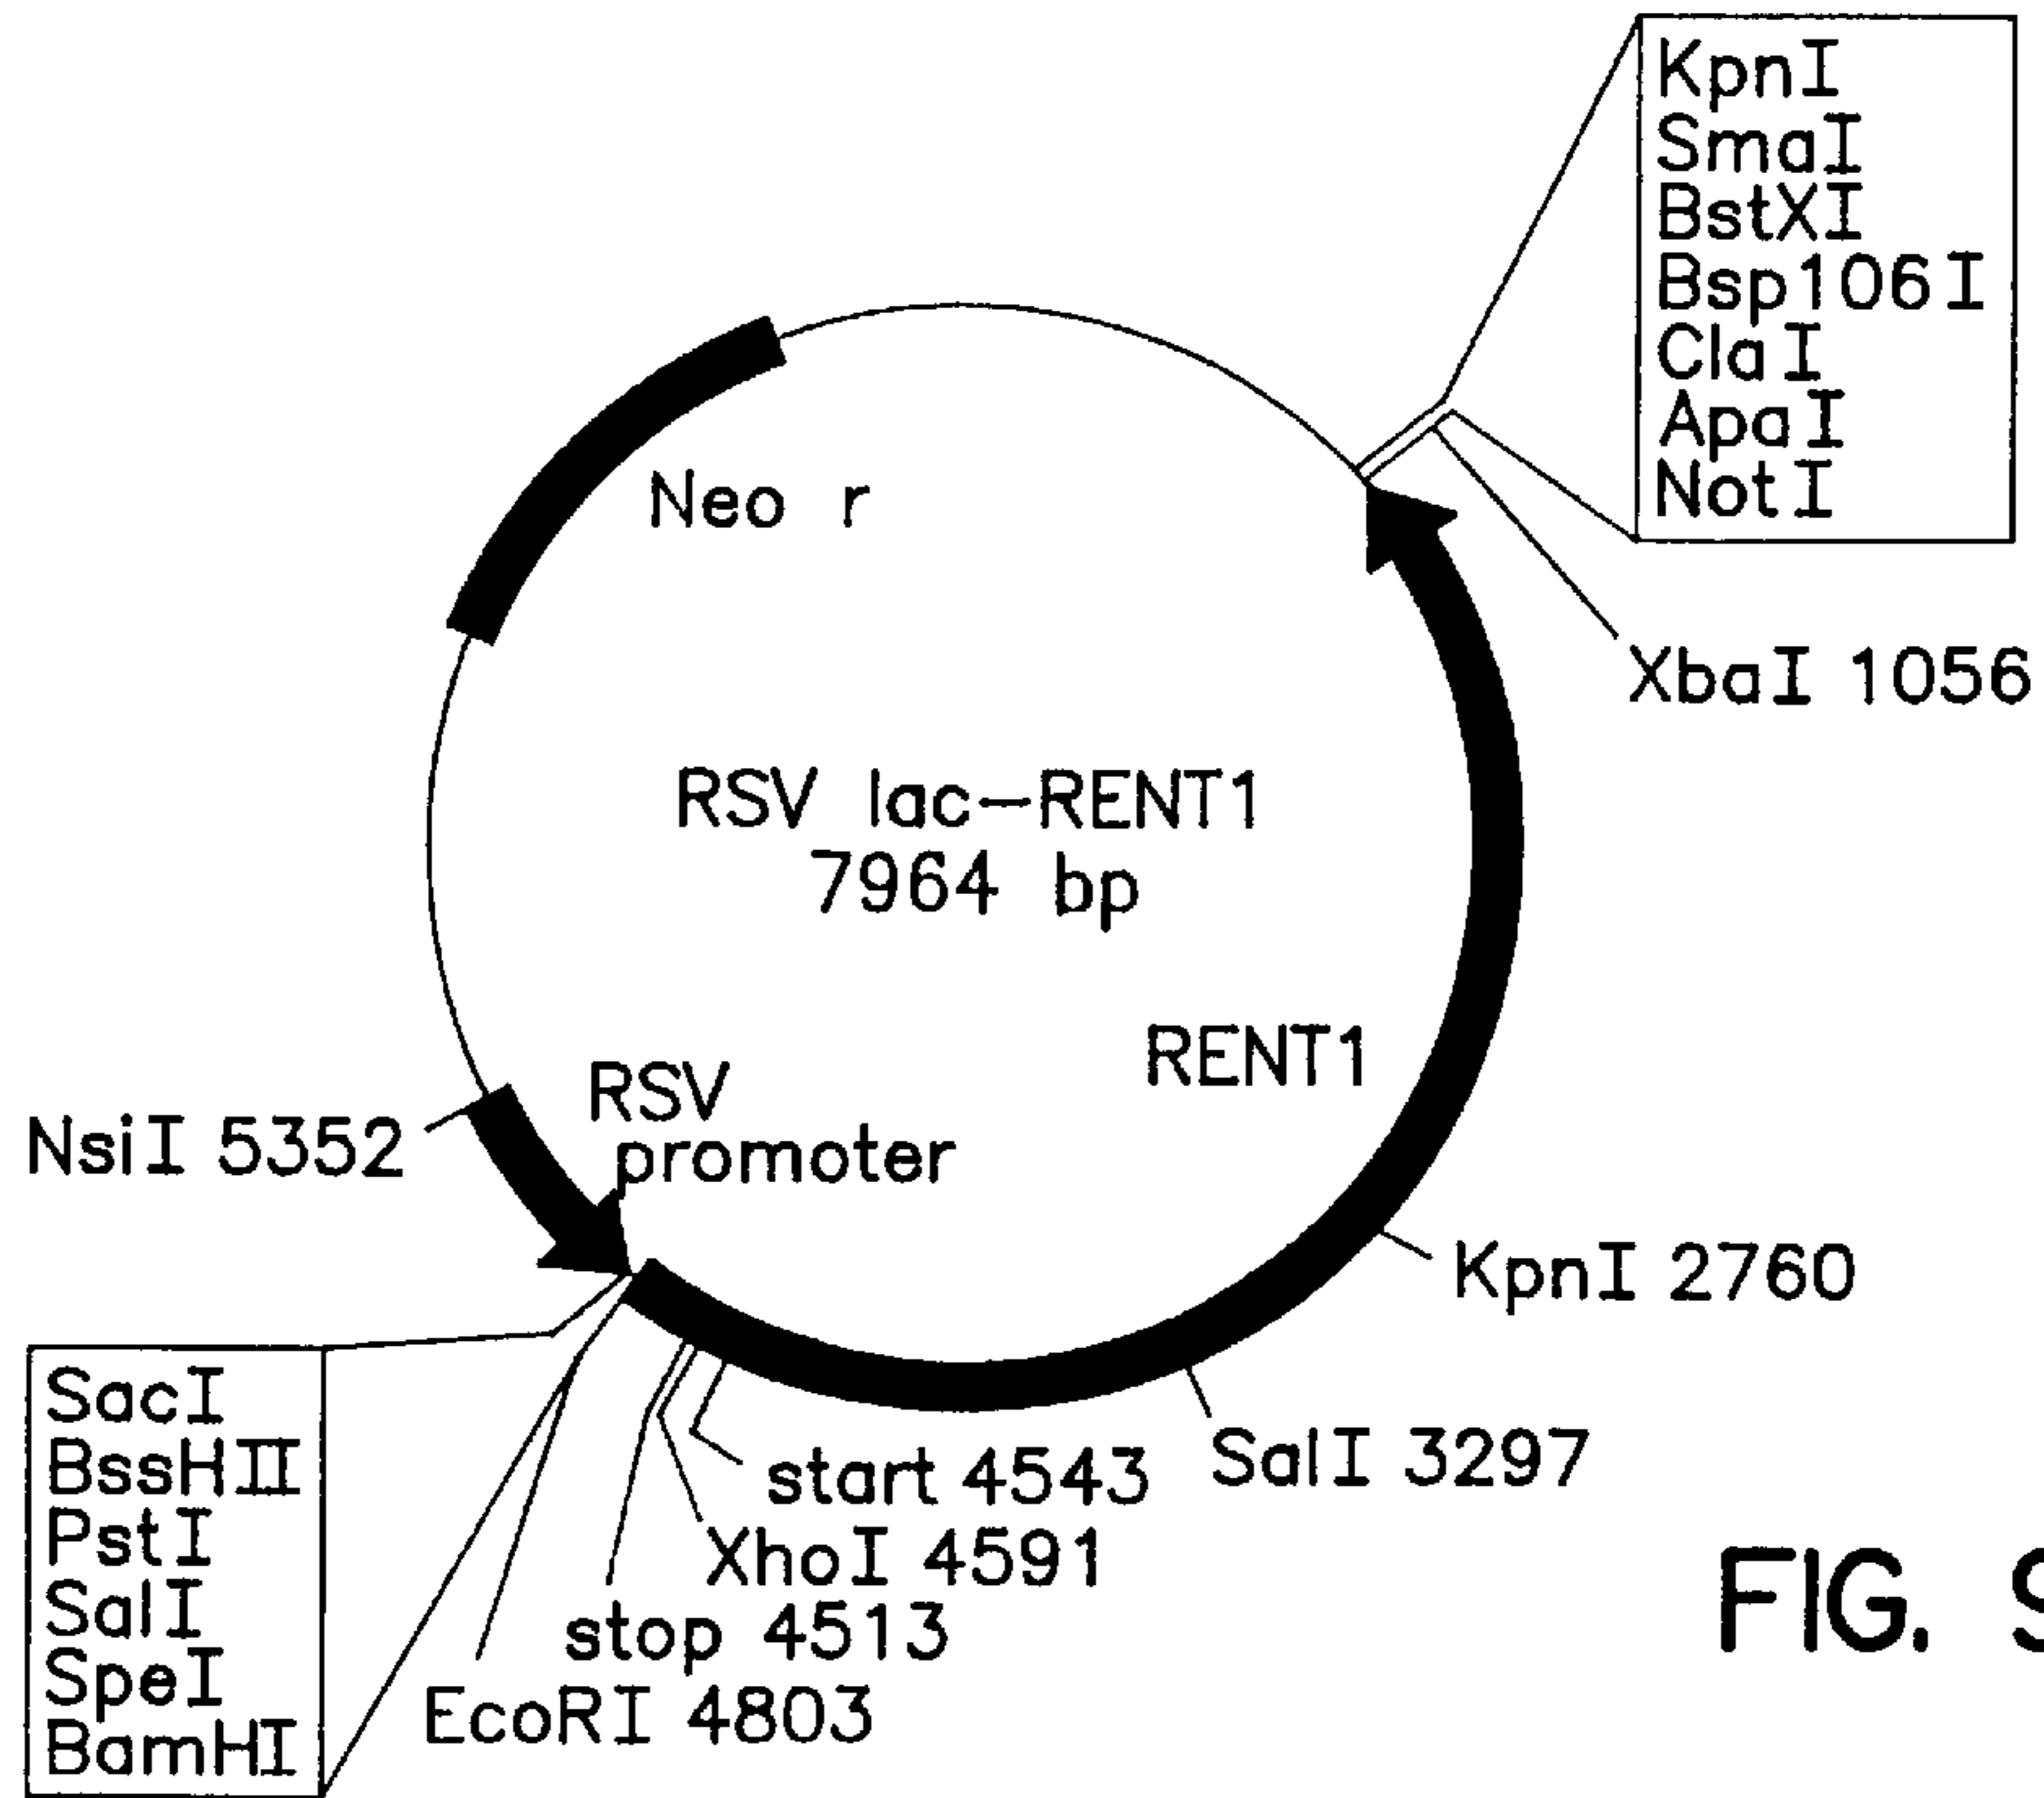 KpnI
SmaI
BstXI
Bsp106I
ClaI
ApaI
NotI
Neo r
XbaI 1056
RSV lac-RENT1
7964 bp
RENT1
RSV
promoter
NsiI 5352
KpnI 2760
SacI
BssHII
PstI
SalI
SpeI
BamHI
start 4543
SalI 3297
XhoI 4591
stop 4513
EcoRI 4803
FIG.